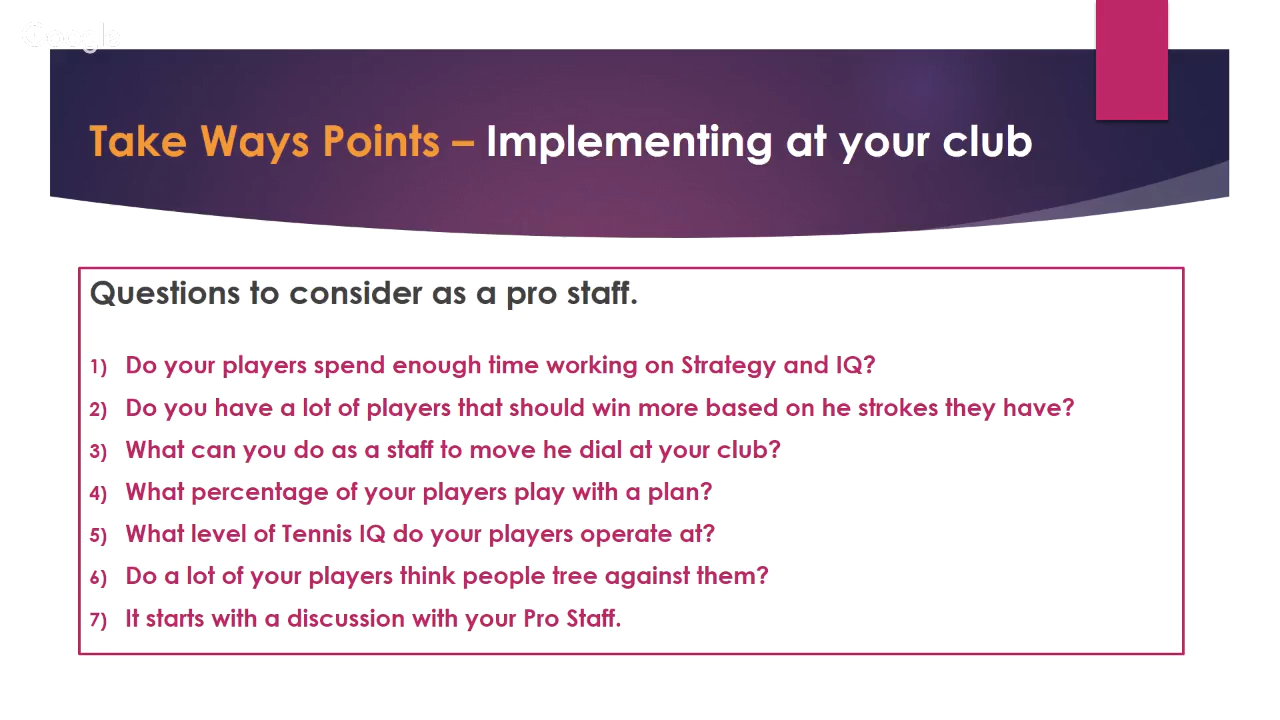 Google
Take Ways Points – Implementing at your club
Questions to consider as a pro staff.
1) Do your players spend enough time working on Strategy and IQ?
2) Do you have a lot of players that should win more based on he strokes they have?
3) What can you do as a staff to move he dial at your club?
4) What percentage of your players play with a plan?
5) What level of Tennis IQ do your players operate at?
6) Do a lot of your players think people tree against them?
7) It starts with a discussion with your Pro Staff.